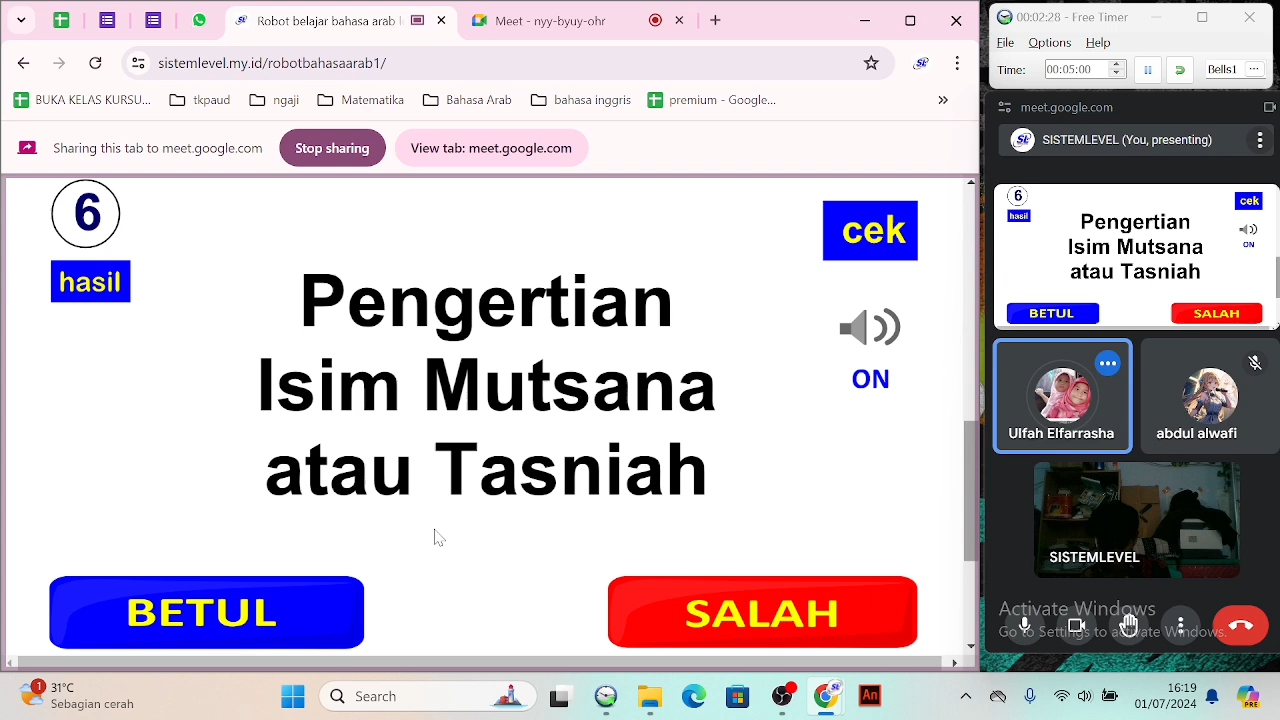 Robot belajar bahasa arab
Meet - nyy-byuy-ohr
sistemlevel.my.id/robotbahasaarab1/
BUKA KELAS KURSU...
tkpaud
ngaji
Matematika
Bahasa Arab
bahasa inggris
premium - Google...
Sharing this tab to meet.google.com
Stop sharing
View tab: meet.google.com
6
hasil
cek
Pengertian
Isim Mutsana
atau Tasniah
ON
BETUL
SALAH
00:02:28 - Free Timer
File Options Help
Time: 00:05:00
Bells1 ...
meet.google.com
SISTEMLEVEL (You, presenting)
6
hasil
cek
Pengertian
Isim Mutsana
atau Tasniah
ON
BETUL
SALAH
Ulfah Elfarrasha
abdul alwafi
SISTEMLEVEL
Activate Windows
Go to Settings to activate Windows.
1
31°C
Sebagian cerah
Search
An
16:19
01/07/2024
PRE